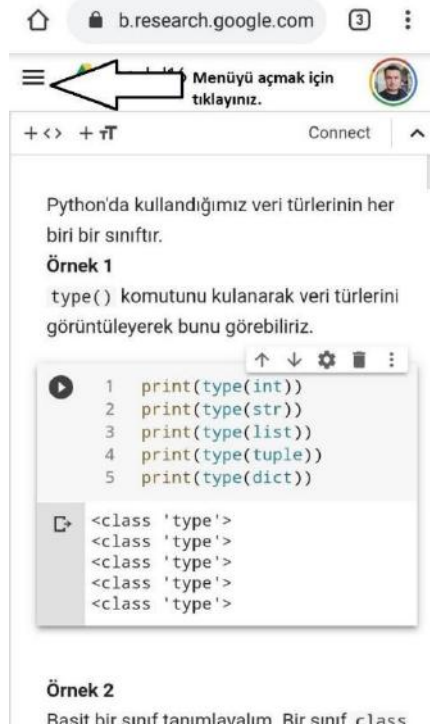 b.research.google.com 3
Menüyü açmak için
tıklayınız.
+<> +тT Connect
Python'da kullandığımız veri türlerinin her
biri bir sınıftır.
Örnek 1
type() komutunu kulanarak veri türlerini
görüntüleyerek bunu görebiliriz.
1 print(type(int))
2 print(type(str))
3 print(type(list))
4 print(type(tuple))
5 print(type(dict))
<class 'type'>
<class 'type'>
<class 'type'>
<class 'type'>
<class 'type'>
Örnek 2
Basit bir sınıf tanımlayalım. Bir sınıf class